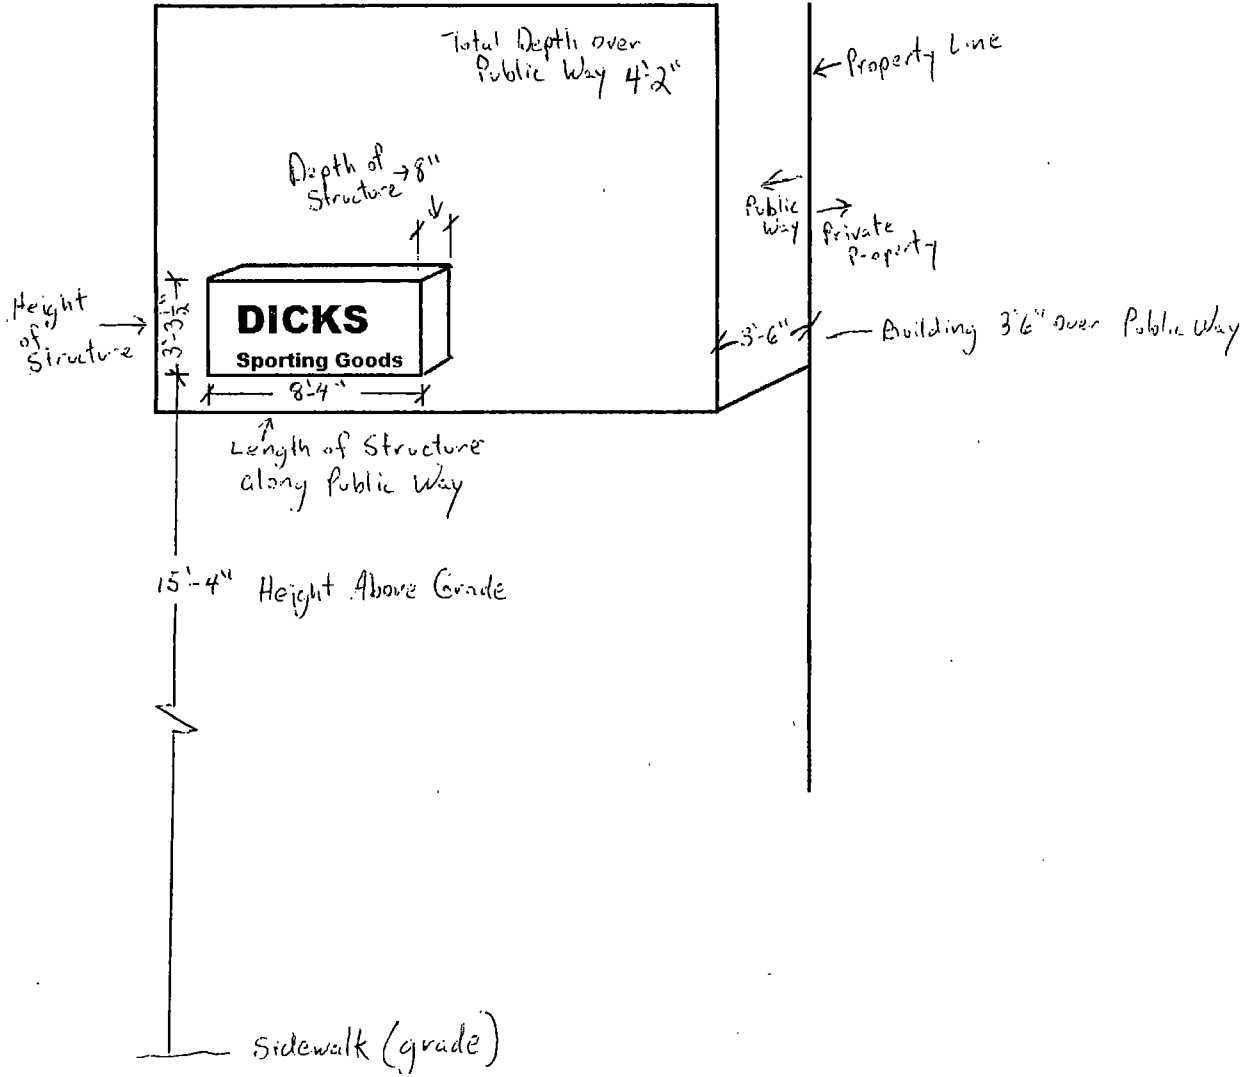 Total Depth over
Public Way 4'-2"
← Property Line
Depth of → 8"
Structure
Public
Way
Private
Property
Height
of
Structure
3'-3½"
DICKS
Sporting Goods
3'-6"
Building 3'6" over Public Way
8'-4"
Length of Structure
along Public Way
15'-4" Height Above Grade
Sidewalk (grade)